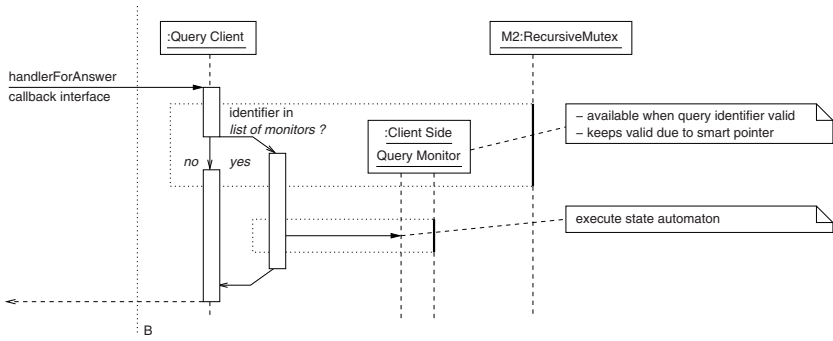 :Query Client
M2:RecursiveMutex
handlerForAnswer
callback interface
identifier in
list of monitors ?
:Client Side
Query Monitor
– available when query identifier valid
– keeps valid due to smart pointer
no
yes
execute state automaton
B